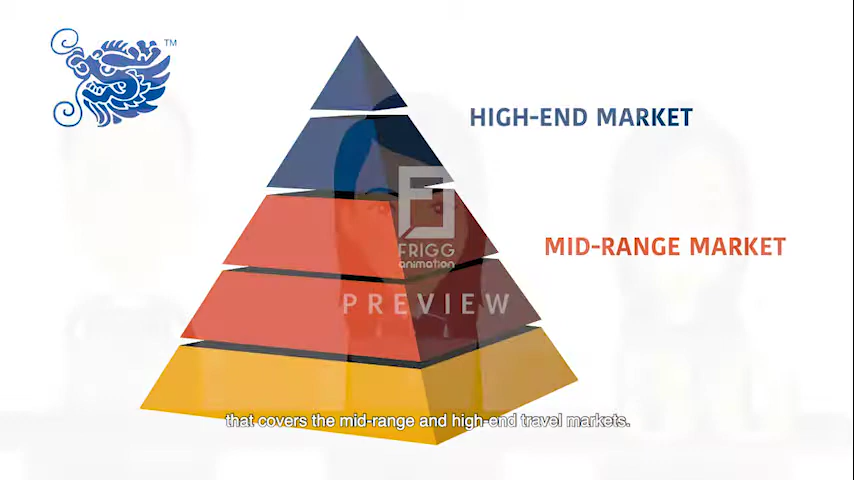 TM
HIGH-END MARKET
MID-RANGE MARKET
FRIGG
animation
PREVIEW
that covers the mid-range and high-end travel markets.